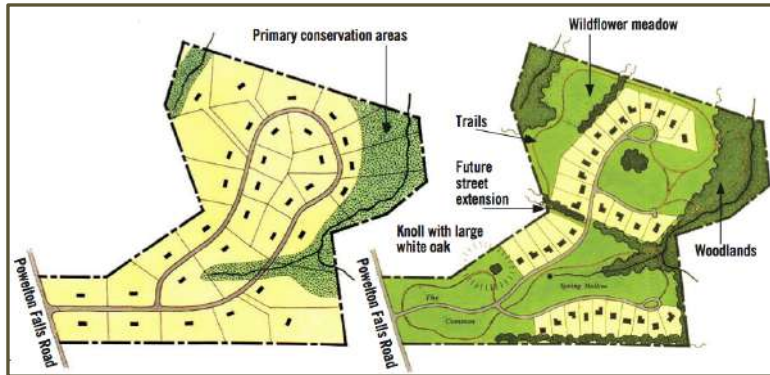 Primary conservation areas
Powelton Falls Road
Wildflower meadow
Trails
Future
street
extension
Knoll with large
white oak
Woodlands
Spring Hollow
The
Common
Powelton Falls Road